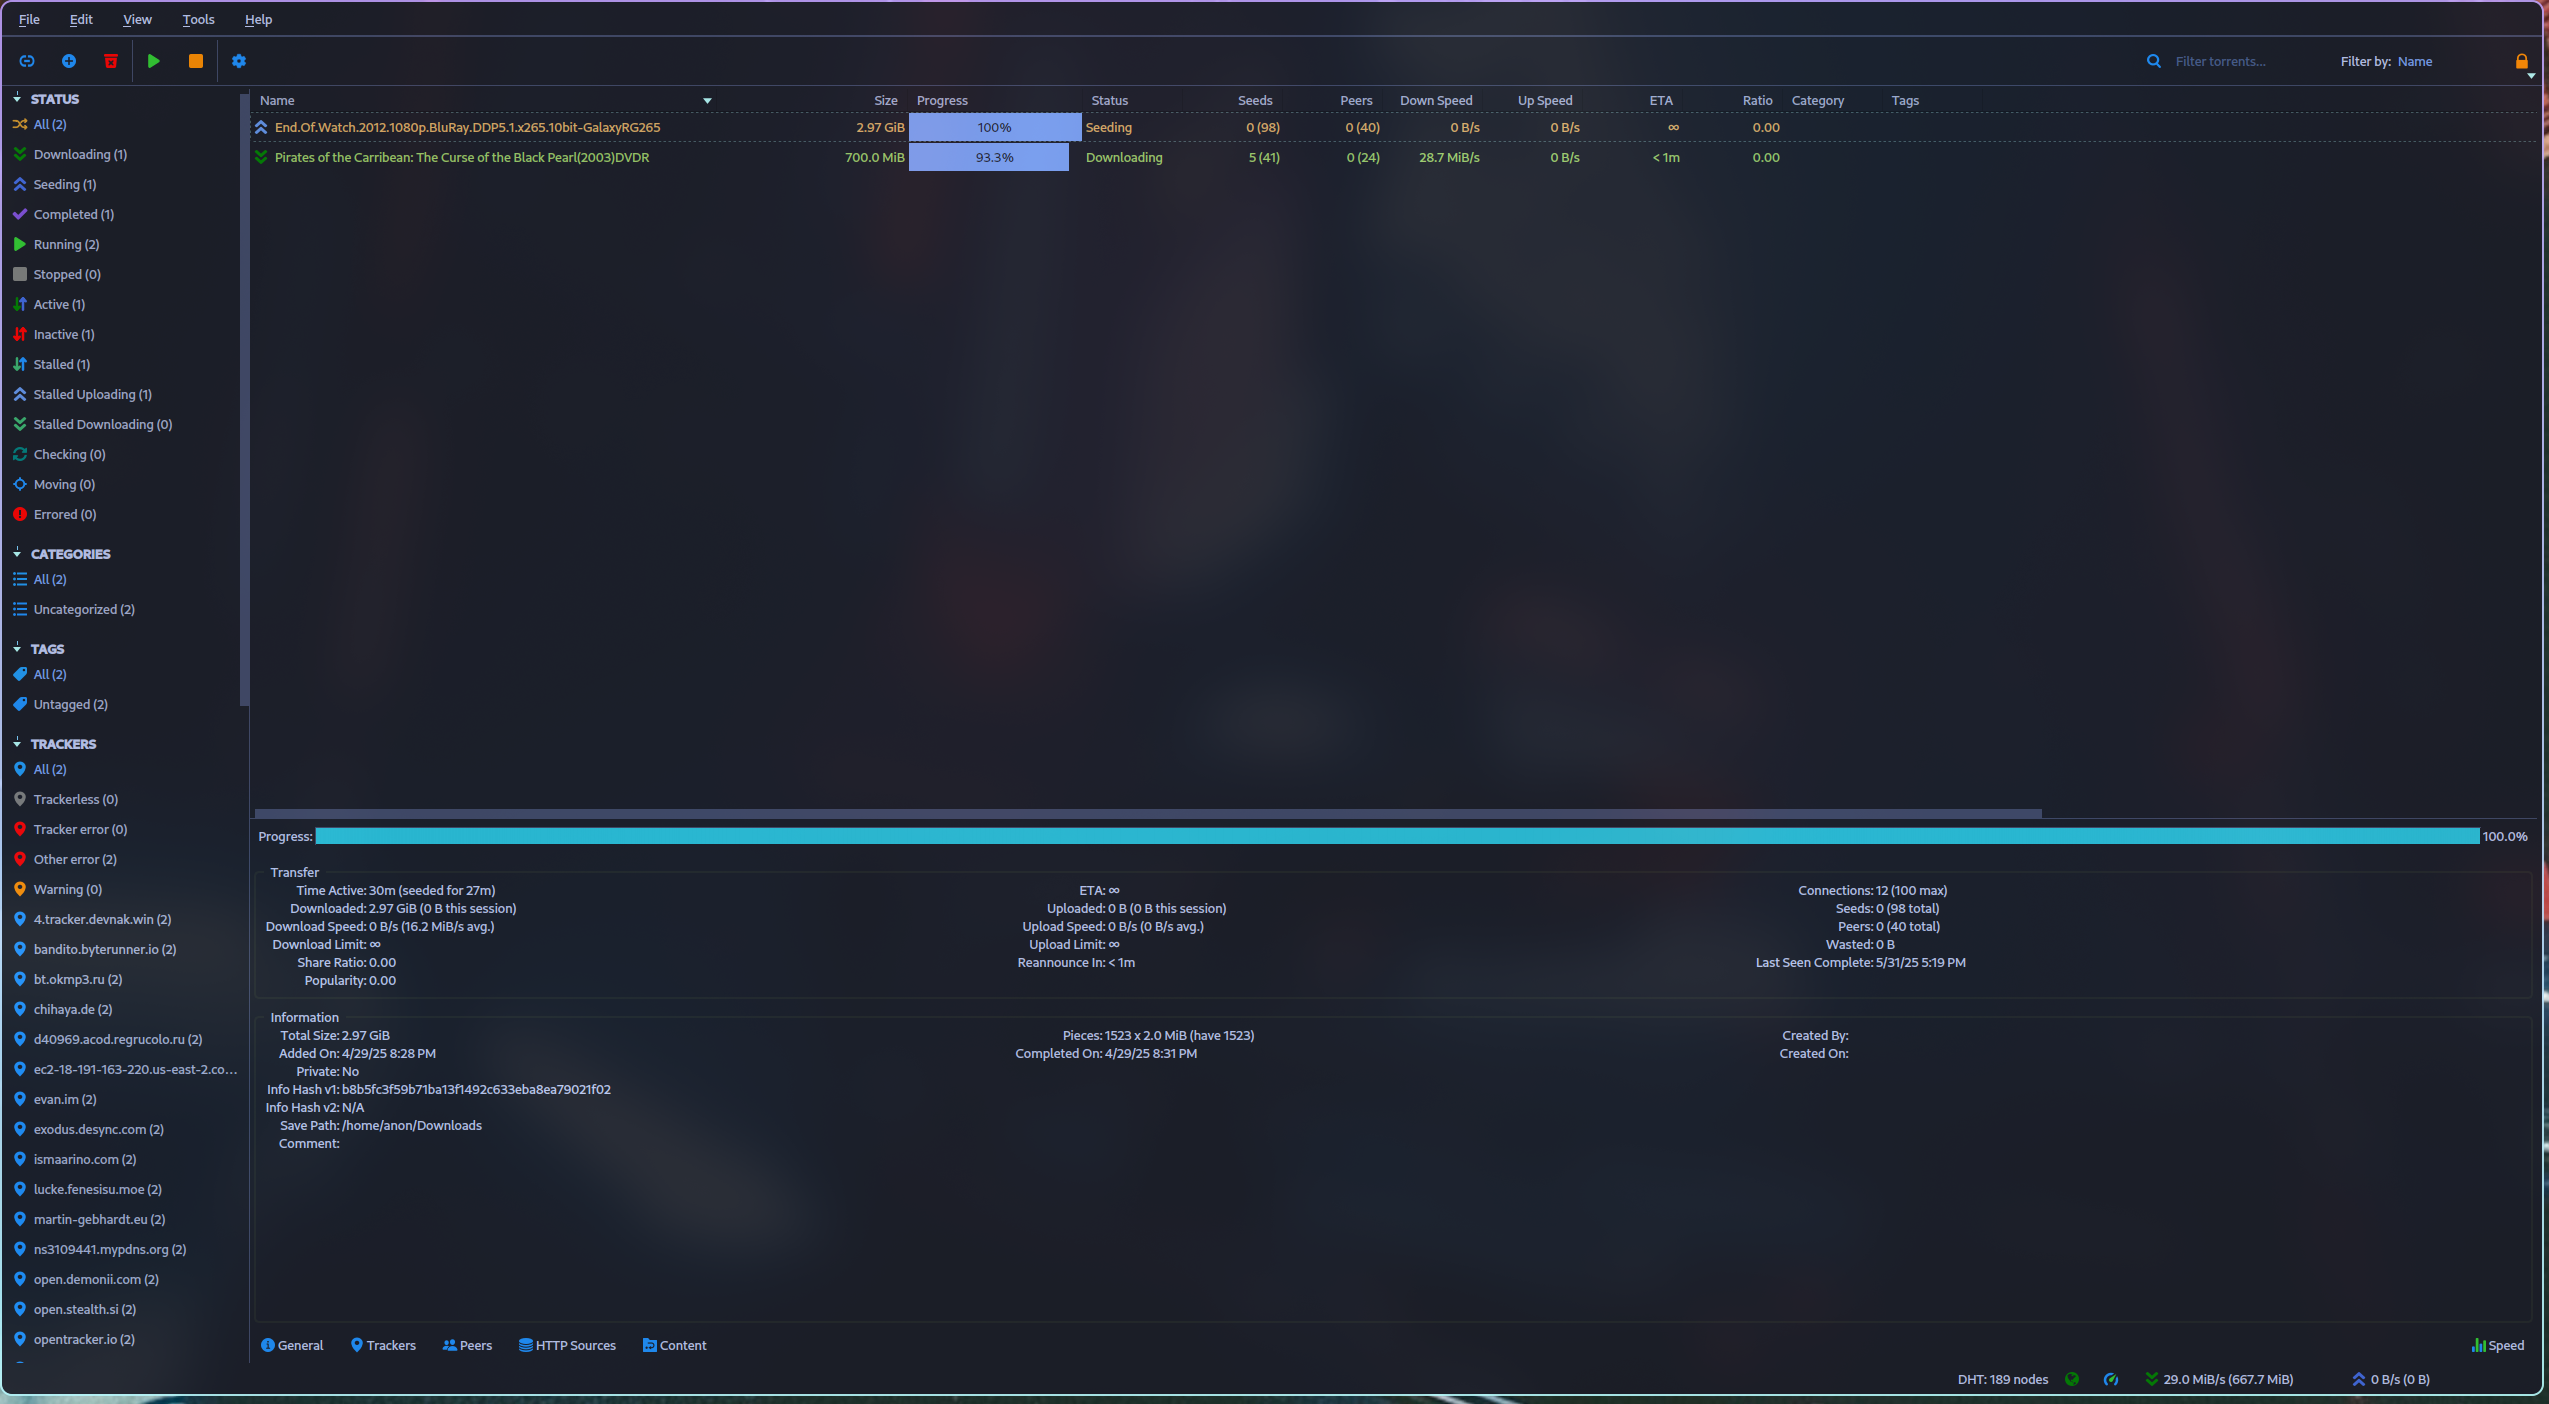 File Edit View Tools Help
Filter torrents... Filter by: Name
STATUS
All (2)
Downloading (1)
Seeding (1)
Completed (1)
Running (2)
Stopped (0)
Active (1)
Inactive (1)
Stalled (1)
Stalled Uploading (1)
Stalled Downloading (0)
Checking (0)
Moving (0)
Errored (0)
CATEGORIES
All (2)
Uncategorized (2)
TAGS
All (2)
Untagged (2)
TRACKERS
All (2)
Trackerless (0)
Tracker error (0)
Other error (2)
Warning (0)
4.tracker.devnak.win (2)
bandito.byterunner.io (2)
bt.okmp3.ru (2)
chihaya.de (2)
d40969.acod.regrucolo.ru (2)
ec2-18-191-163-220.us-east-2.co...
evan.im (2)
exodus.desync.com (2)
ismaarino.com (2)
lucke.fenesisu.moe (2)
martin-gebhardt.eu (2)
ns3109441.mypdns.org (2)
open.demonii.com (2)
open.stealth.si (2)
opentracker.io (2)
Name Size Progress Status Seeds Peers Down Speed Up Speed ETA Ratio Category Tags
End.Of.Watch.2012.1080p.BluRay.DDP5.1.x265.10bit-GalaxyRG265 2.97 GiB 100% Seeding 0 (98) 0 (40) 0 B/s 0 B/s ∞ 0.00
Pirates of the Carribean: The Curse of the Black Pearl(2003)DVDR 700.0 MiB 93.3% Downloading 5 (41) 0 (24) 28.7 MiB/s 0 B/s < 1m 0.00
Progress: 100.0%
Transfer
Time Active: 30m (seeded for 27m) ETA: ∞ Connections: 12 (100 max)
Downloaded: 2.97 GiB (0 B this session) Uploaded: 0 B (0 B this session) Seeds: 0 (98 total)
Download Speed: 0 B/s (16.2 MiB/s avg.) Upload Speed: 0 B/s (0 B/s avg.) Peers: 0 (40 total)
Download Limit: ∞ Upload Limit: ∞ Wasted: 0 B
Share Ratio: 0.00 Reannounce In: < 1m Last Seen Complete: 5/31/25 5:19 PM
Popularity: 0.00
Information
Total Size: 2.97 GiB Pieces: 1523 x 2.0 MiB (have 1523) Created By:
Added On: 4/29/25 8:28 PM Completed On: 4/29/25 8:31 PM Created On:
Private: No
Info Hash v1: b8b5fc3f59b71ba13f1492c633eba8ea79021f02
Info Hash v2: N/A
Save Path: /home/anon/Downloads
Comment:
General Trackers Peers HTTP Sources Content Speed
DHT: 189 nodes 29.0 MiB/s (667.7 MiB) 0 B/s (0 B)